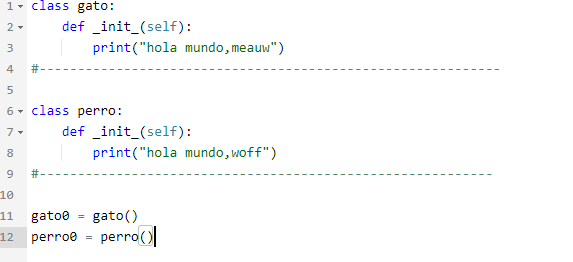 1 class gato:
2     def _init_(self):
3         print("hola mundo,meauw")
4 #------------------------------------------------------------
5
6 class perro:
7     def _init_(self):
8         print("hola mundo,woff")
9 #-----------------------------------------------------------
10
11 gato0 = gato()
12 perro0 = perro()